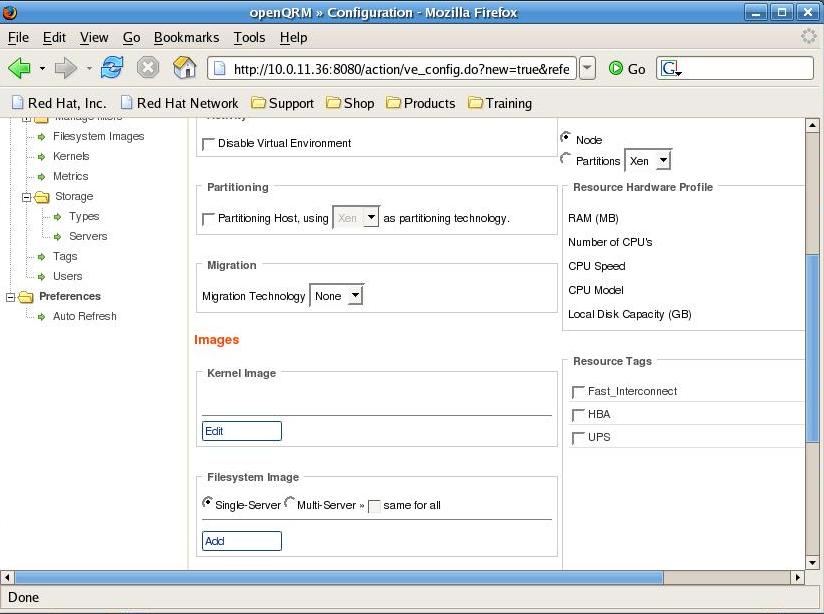 openQRM » Configuration - Mozilla Firefox
File Edit View Go Bookmarks Tools Help
http://10.0.11.36:8080/action/ve_config.do?new=true&refe Go G
Red Hat, Inc. Red Hat Network Support Shop Products Training
Manage filters
Filesystem Images
Kernels
Metrics
Storage
Types
Servers
Tags
Users
Preferences
Auto Refresh
Activity
Disable Virtual Environment
Partitioning
Partitioning Host, using Xen as partitioning technology.
Migration
Migration Technology None
Images
Kernel Image
Edit
Filesystem Image
Single-Server Multi-Server » same for all
Add
Node
Partitions Xen
Resource Hardware Profile
RAM (MB)
Number of CPU's
CPU Speed
CPU Model
Local Disk Capacity (GB)
Resource Tags
Fast_Interconnect
HBA
UPS
Done